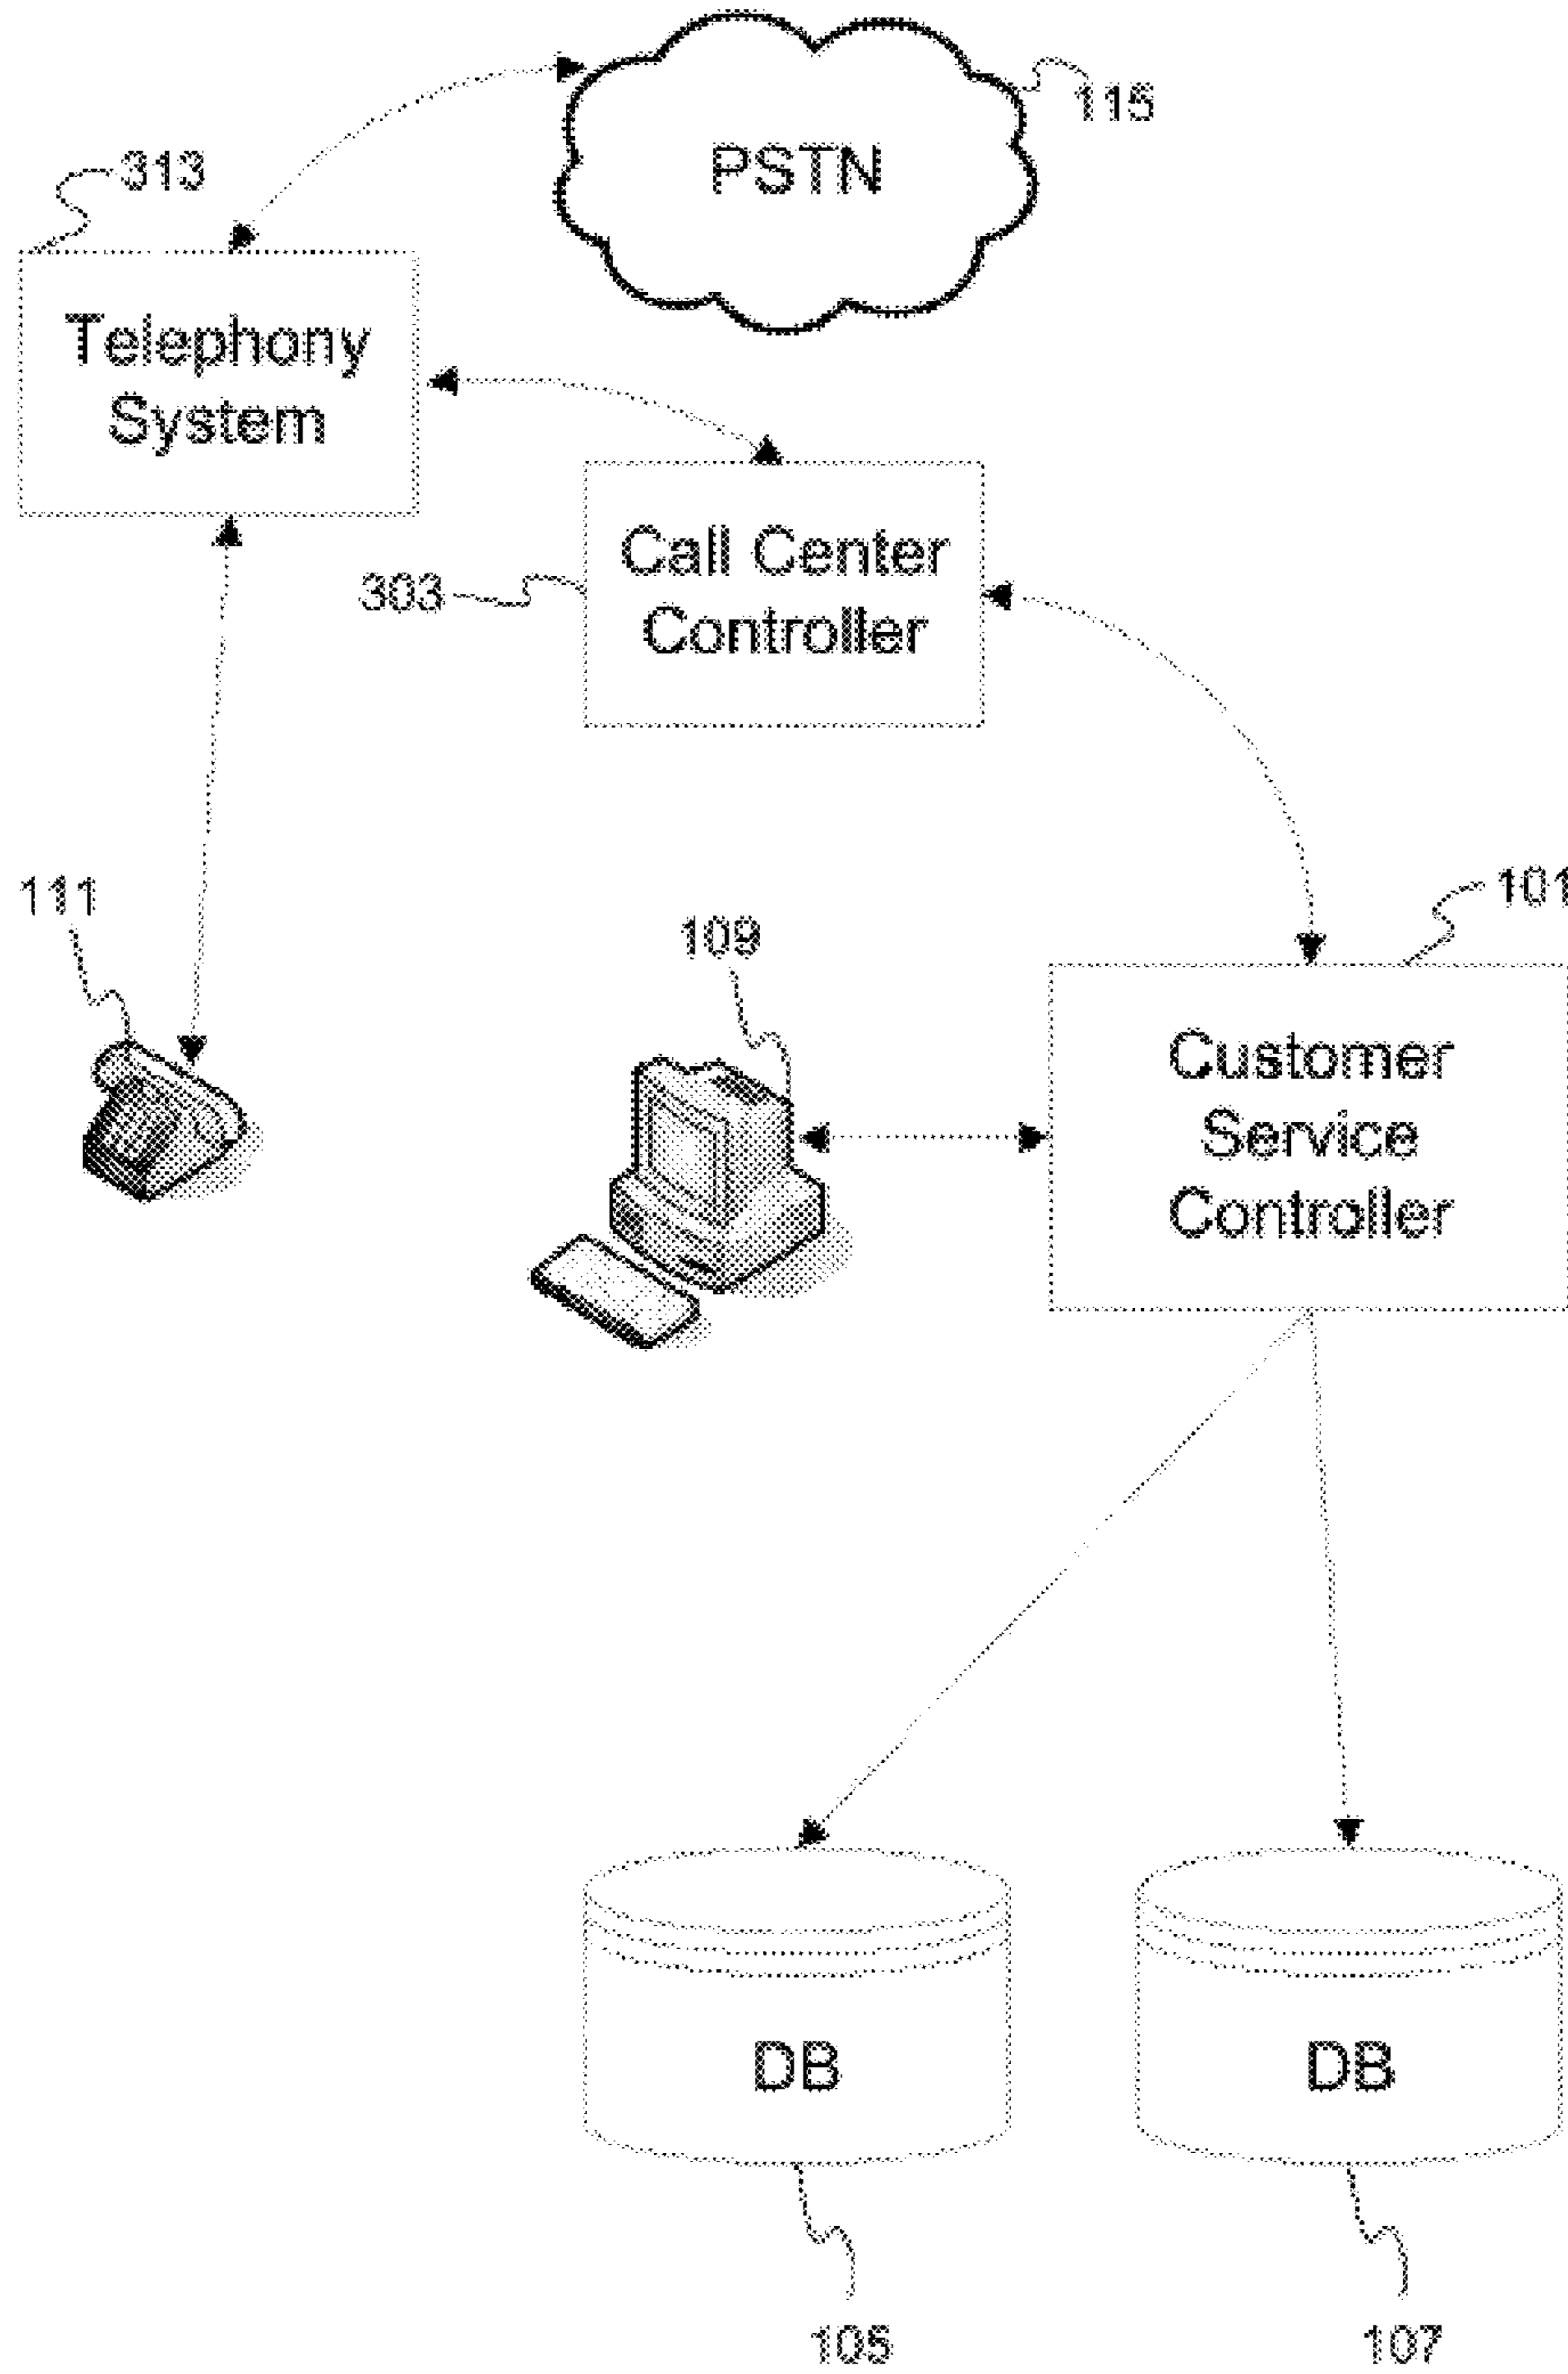 115
PSTN
313
Telephony
System
Call Center
Controller
303
111
109
101
Customer
Service
Controller
DB
DB
105
107